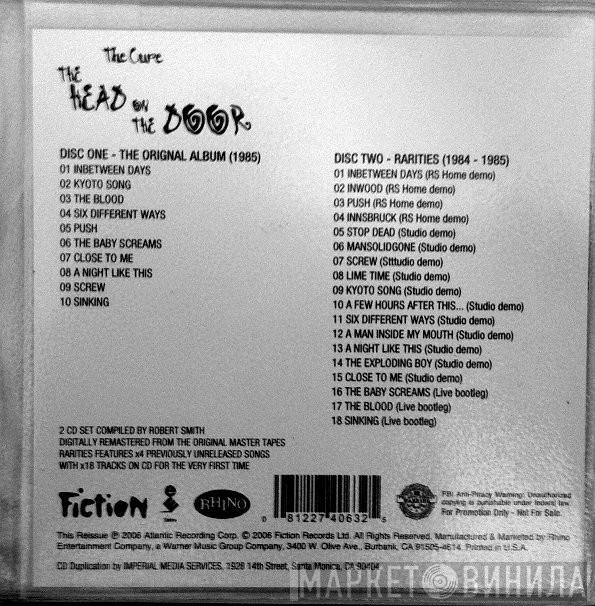 The Cure
THE
HEAD ON
THE DOOR
DISC ONE - THE ORIGNAL ALBUM (1985)
01 INBETWEEN DAYS
02 KYOTO SONG
03 THE BLOOD
04 SIX DIFFERENT WAYS
05 PUSH
06 THE BABY SCREAMS
07 CLOSE TO ME
08 A NIGHT LIKE THIS
09 SCREW
10 SINKING
DISC TWO - RARITIES (1984 - 1985)
01 INBETWEEN DAYS (RS Home demo)
02 INWOOD (RS Home demo)
03 PUSH (RS Home demo)
04 INNSBRUCK (RS Home demo)
05 STOP DEAD (Studio demo)
06 MANSOLIDGONE (Studio demo)
07 SCREW (Stttudio demo)
08 LIME TIME (Studio demo)
09 KYOTO SONG (Studio demo)
10 A FEW HOURS AFTER THIS... (Studio demo)
11 SIX DIFFERENT WAYS (Studio demo)
12 A MAN INSIDE MY MOUTH (Studio demo)
13 A NIGHT LIKE THIS (Studio demo)
14 THE EXPLODING BOY (Studio demo)
15 CLOSE TO ME (Studio demo)
16 THE BABY SCREAMS (Live bootleg)
17 THE BLOOD (Live bootleg)
18 SINKING (Live bootleg)
2 CD SET COMPILED BY ROBERT SMITH
DIGITALLY REMASTERED FROM THE ORIGINAL MASTER TAPES
RARITIES FEATURES x4 PREVIOUSLY UNRELEASED SONGS
WITH x18 TRACKS ON CD FOR THE VERY FIRST TIME
Fiction
RHINO
0 81227 40632 5
FBI Anti-Piracy Warning: Unauthorized
copying is punishable under federal law.
For Promotion Only - Not For Sale.
This Reissue ℗ 2006 Atlantic Recording Corp. © 2006 Fiction Records Ltd. All Rights Reserved. Manufactured & Marketed by Rhino
Entertainment Company, a Warner Music Group Company, 3400 W. Olive Ave., Burbank, CA 91505-4614. Printed in U.S.A.
CD Duplication by IMPERIAL MEDIA SERVICES, 1928 14th Street, Santa Monica, CA 90404
МАРКЕТ ВИНИЛА